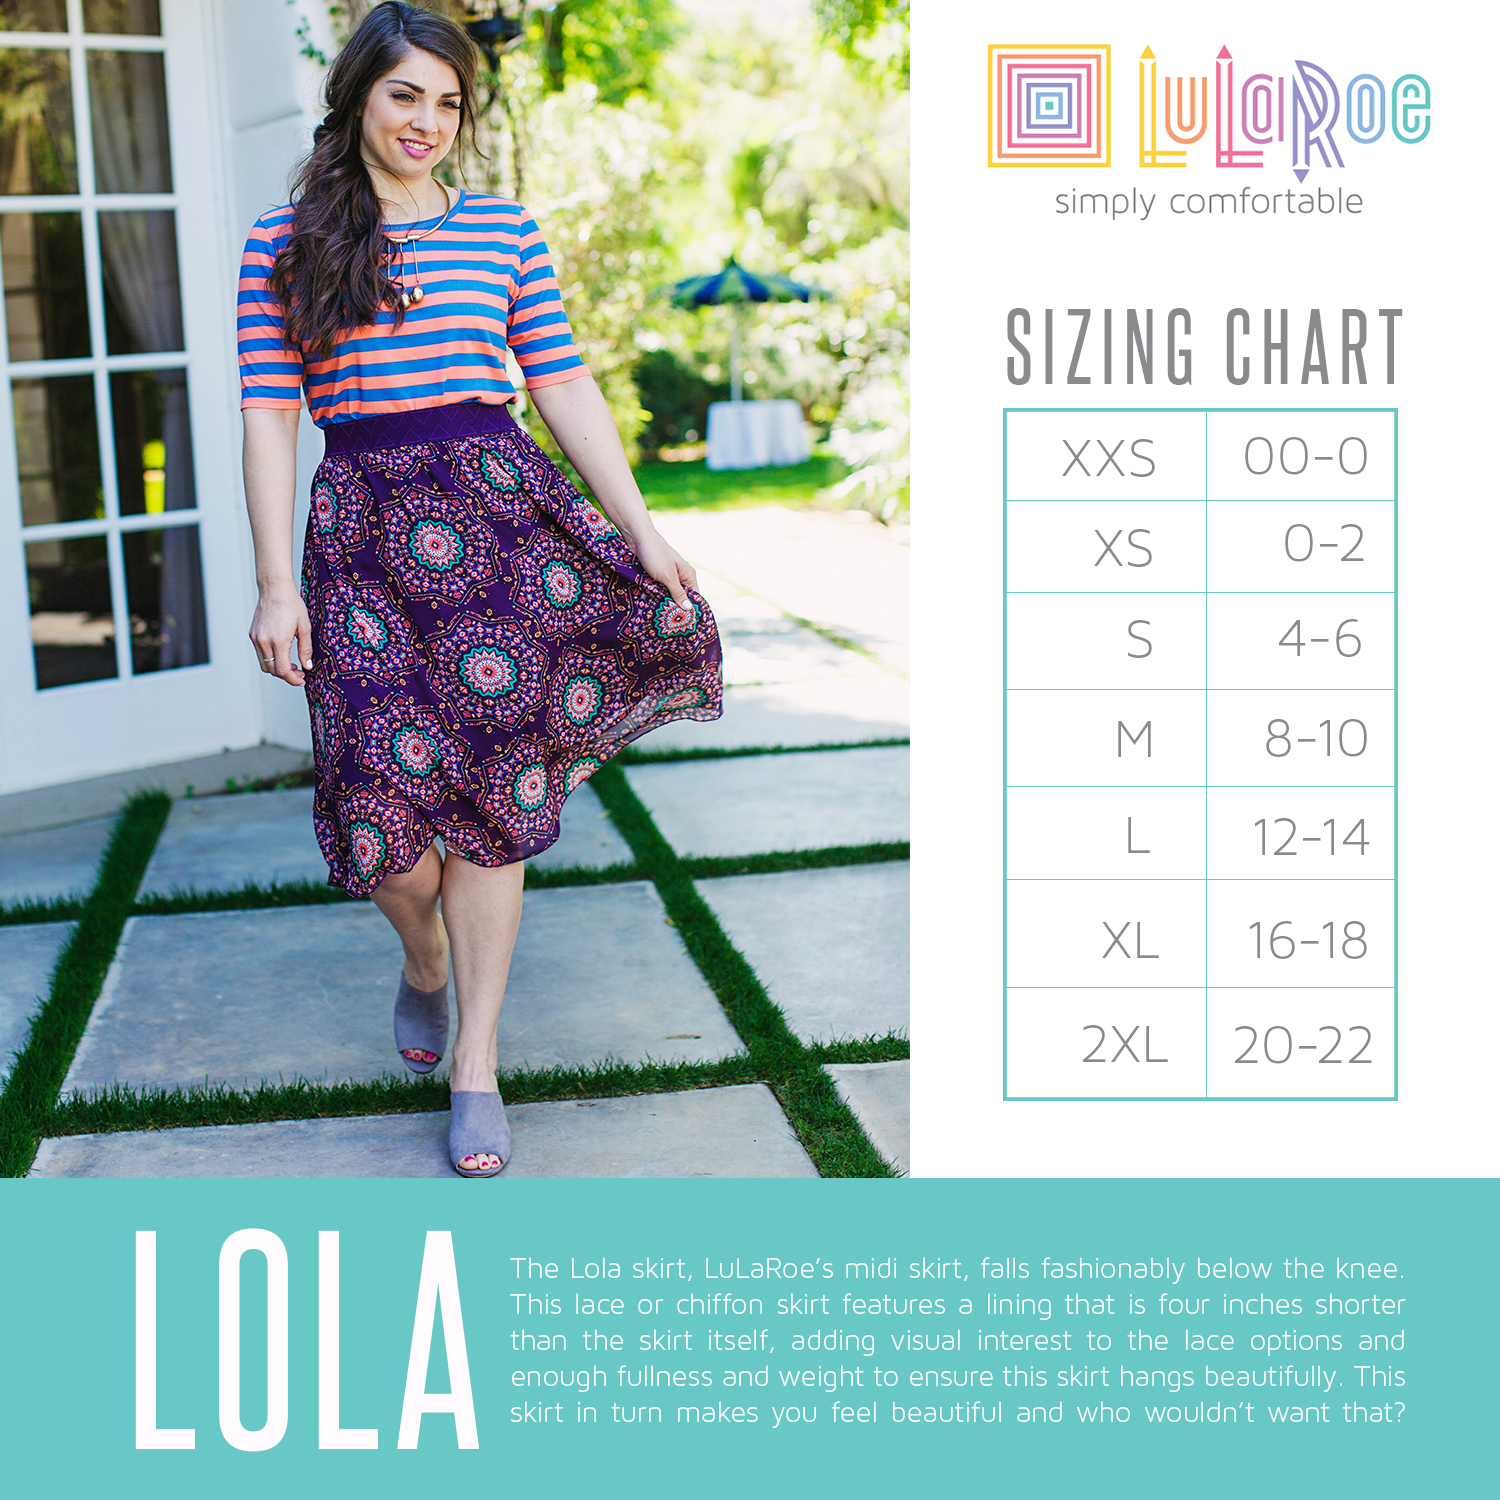 LuLaRoe
simply comfortable
SIZING CHART
XXS 00-0
XS 0-2
S 4-6
M 8-10
L 12-14
XL 16-18
2XL 20-22
LOLA
The Lola skirt, LuLaRoe's midi skirt, falls fashionably below the knee.
This lace or chiffon skirt features a lining that is four inches shorter
than the skirt itself, adding visual interest to the lace options and
enough fullness and weight to ensure this skirt hangs beautifully. This
skirt in turn makes you feel beautiful and who wouldn't want that?